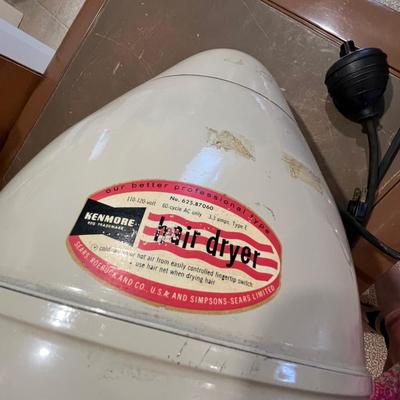 our better professional type
No. 625.87060
110-120 volt 60 cycle AC only 3.5 amps. Type E
KENMORE
REG TRADEMARK
hair dryer
hot air from easily controlled fingertip switch
• use hair net when drying hair
SEARS, ROEBUCK AND CO., U.S.A. AND SIMPSONS-SEARS LIMITED